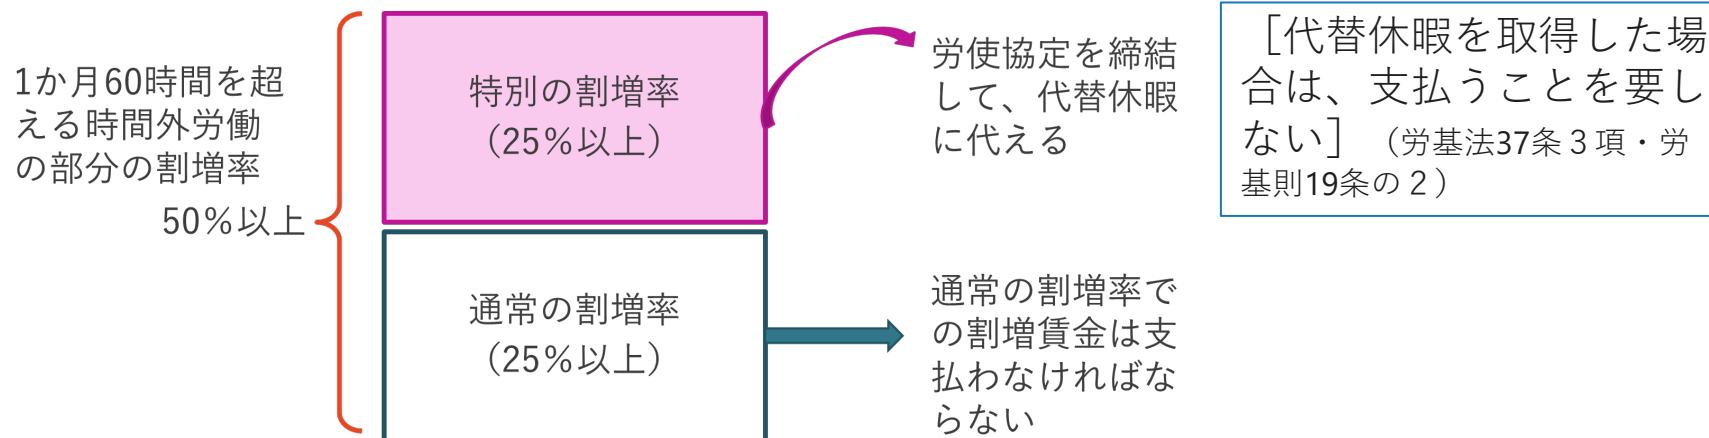 1か月60時間を超
える時間外労働
の部分の割増率
50％以上
特別の割増率
（25％以上）
労使協定を締結
して、代替休暇
に代える
［代替休暇を取得した場
合は、支払うことを要し
ない］（労基法37条３項・労
基則19条の２）
通常の割増率
（25％以上）
通常の割増率で
の割増賃金は支
払わなければな
らない